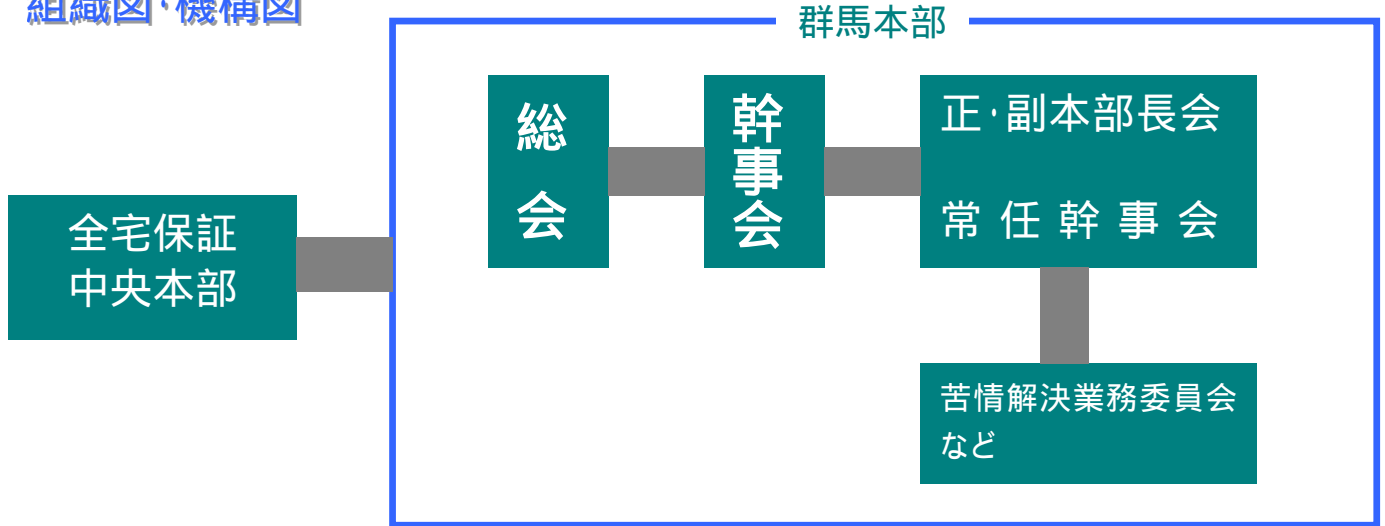 組織図・機構図
群馬本部
全宅保証
中央本部
総会
幹事会
正・副本部長会
常任幹事会
苦情解決業務委員会
など